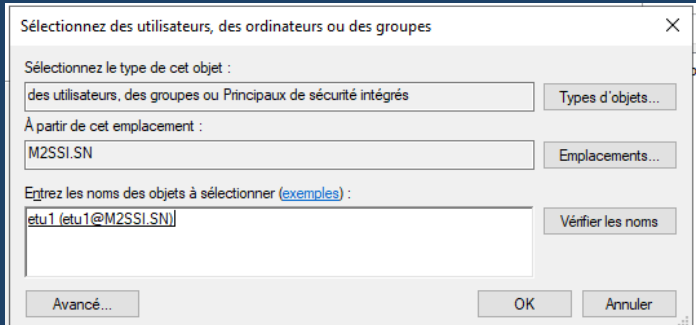 Sélectionnez des utilisateurs, des ordinateurs ou des groupes
Sélectionnez le type de cet objet :
des utilisateurs, des groupes ou Principaux de sécurité intégrés
Types d'objets...
À partir de cet emplacement :
M2SSI.SN
Emplacements...
Entrez les noms des objets à sélectionner (exemples) :
etu1 (etu1@M2SSI.SN)
Vérifier les noms
Avancé...
OK
Annuler